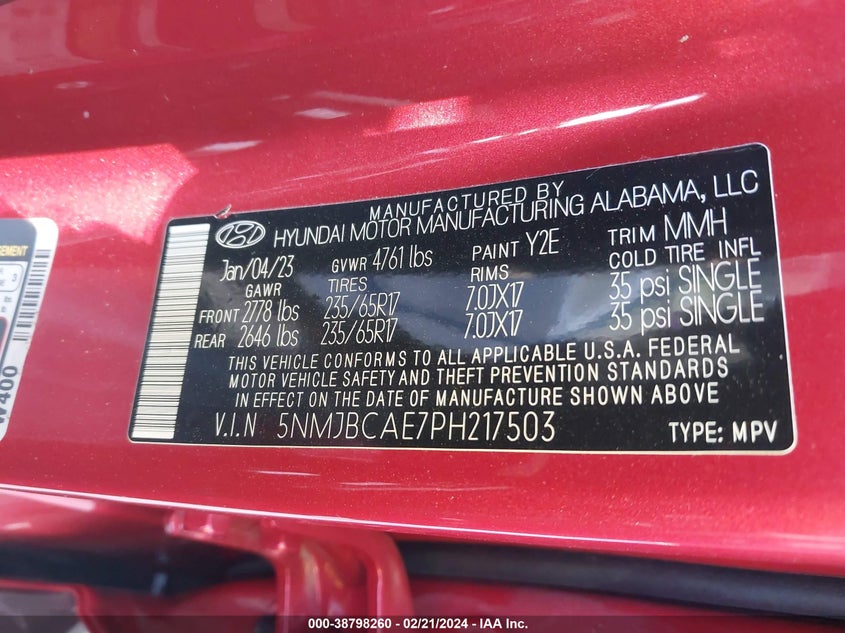 MANUFACTURED BY
HYUNDAI MOTOR MANUFACTURING ALABAMA, LLC
Jan/04/23 GVWR 4761 lbs PAINT Y2E TRIM MMH
GAWR TIRES RIMS COLD TIRE INFL
FRONT 2778 lbs 235/65R17 7.0JX17 35 psi SINGLE
REAR 2646 lbs 235/65R17 7.0JX17 35 psi SINGLE
THIS VEHICLE CONFORMS TO ALL APPLICABLE U.S.A. FEDERAL
MOTOR VEHICLE SAFETY AND THEFT PREVENTION STANDARDS
IN EFFECT ON THE DATE OF MANUFACTURE SHOWN ABOVE.
V.I.N 5NMJBCAE7PH217503 TYPE: MPV
W400
000-38798260 - 02/21/2024 - IAA Inc.